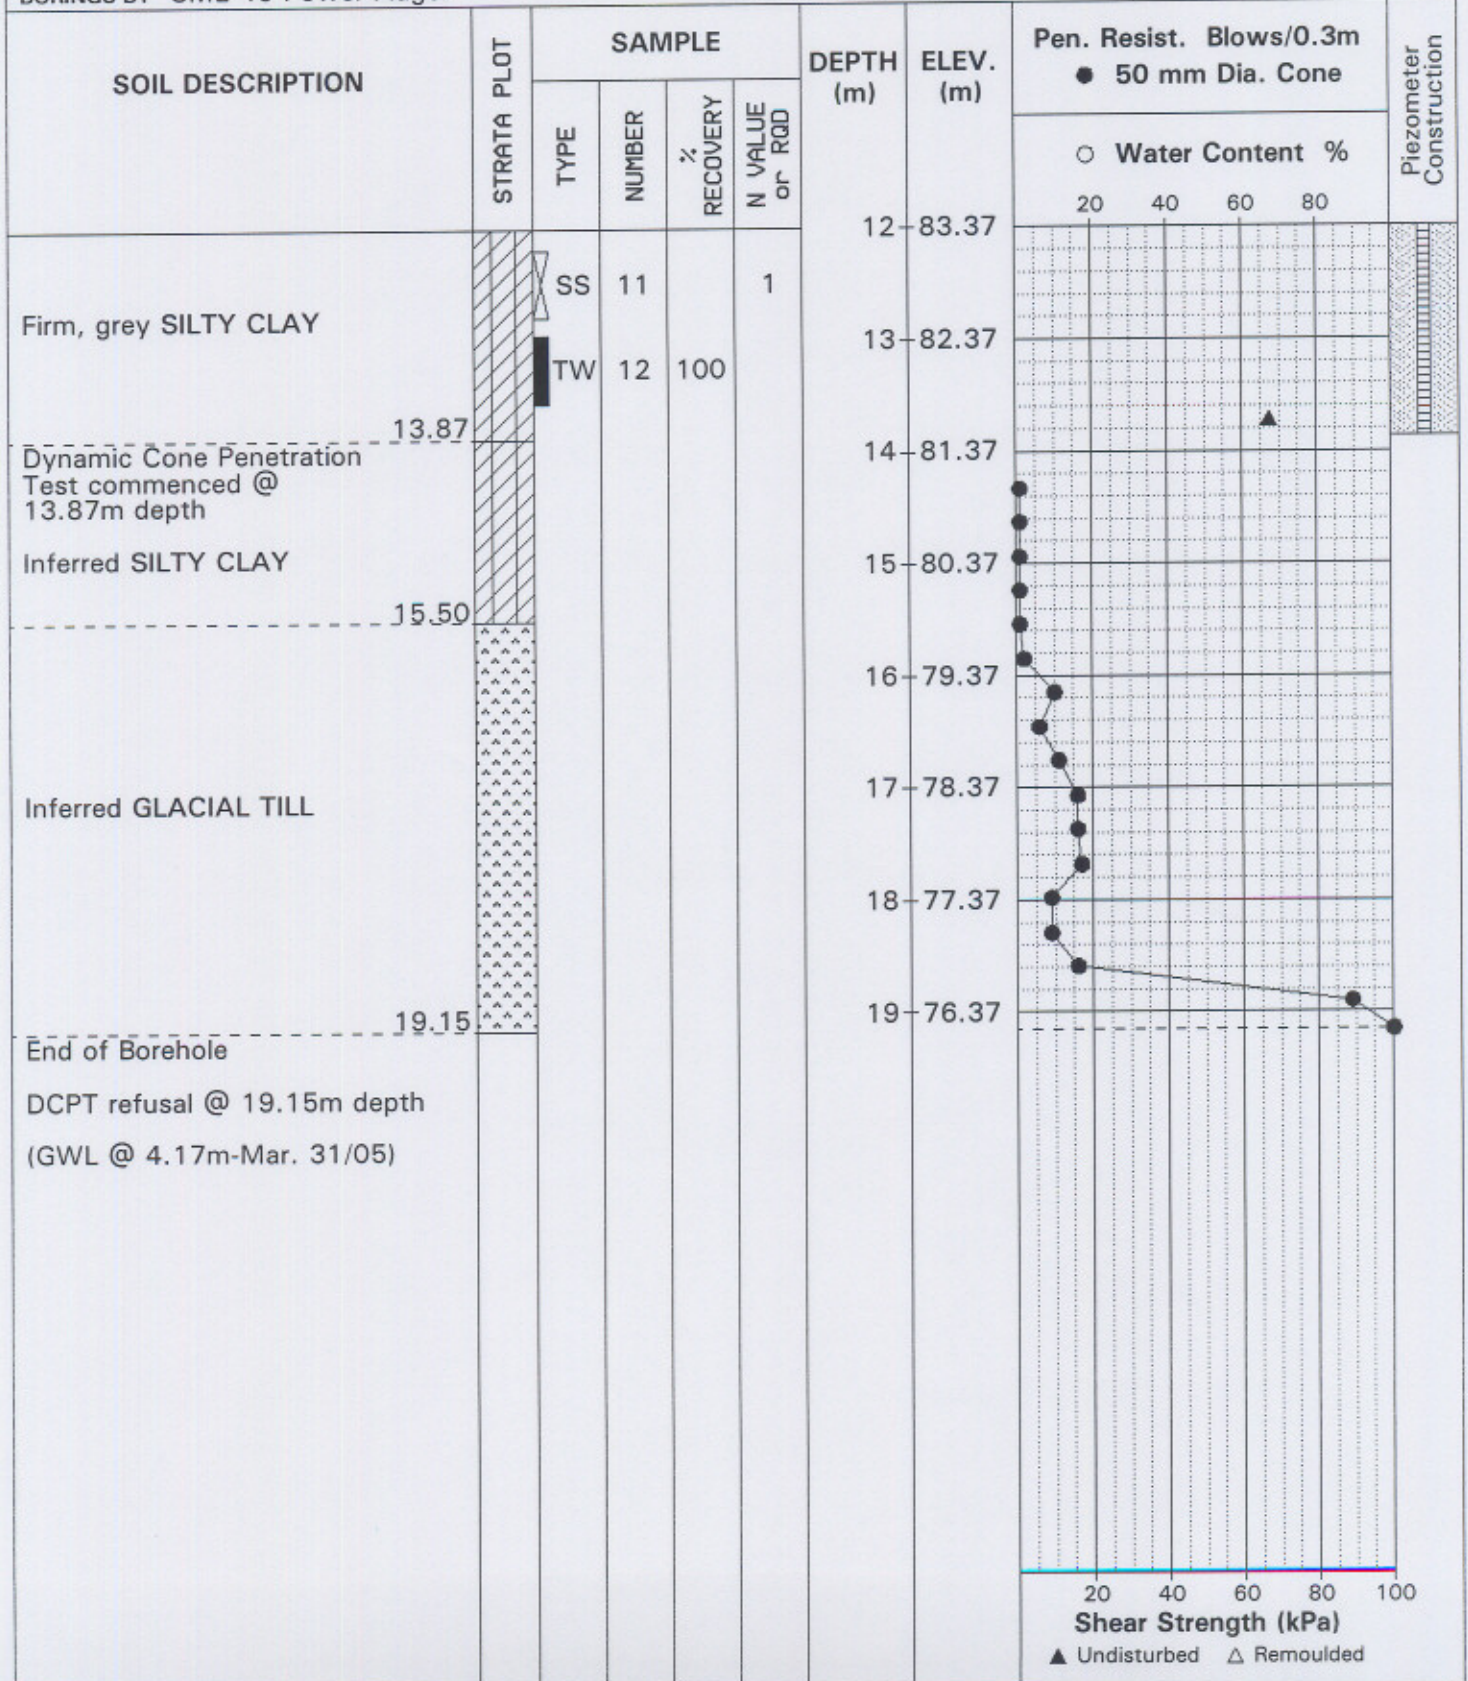 SOIL DESCRIPTION
STRATA PLOT
SAMPLE
TYPE
NUMBER
%
RECOVERY
N VALUE
or RQD
DEPTH
(m)
ELEV.
(m)
Pen. Resist. Blows/0.3m
● 50 mm Dia. Cone
○ Water Content %
20 40 60 80
Piezometer
Construction
12 83.37
SS 11 1
Firm, grey SILTY CLAY
13 82.37
TW 12 100
13.87
14 81.37
Dynamic Cone Penetration
Test commenced @
13.87m depth
Inferred SILTY CLAY
15 80.37
15.50
16 79.37
17 78.37
Inferred GLACIAL TILL
18 77.37
19 76.37
19.15
End of Borehole
DCPT refusal @ 19.15m depth
(GWL @ 4.17m-Mar. 31/05)
20 40 60 80 100
Shear Strength (kPa)
▲ Undisturbed △ Remoulded